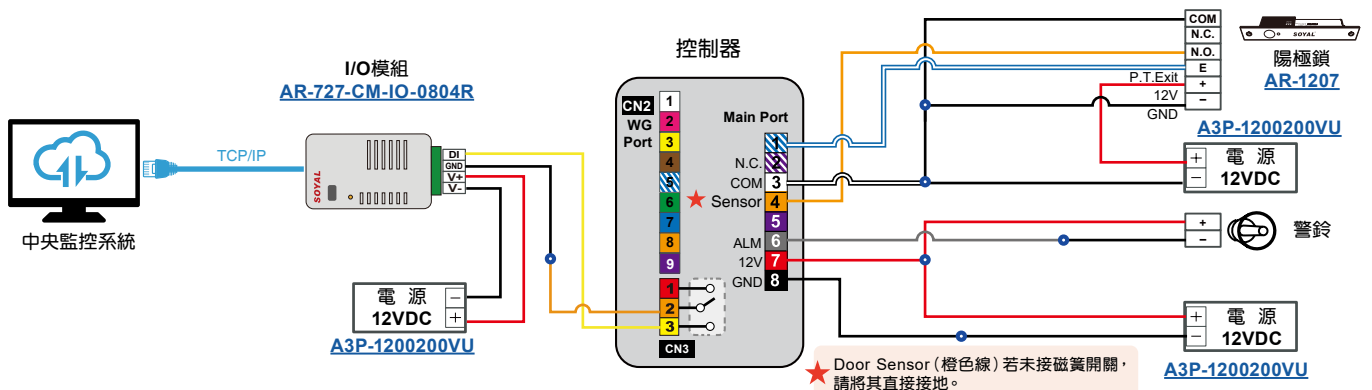 中央監控系統
TCP/IP
I/O模組
AR-727-CM-IO-0804R
SOYAL
DI
GND
V+
V-
電 源
12VDC
−
+
A3P-1200200VU
控制器
CN2
WG
Port
1
2
3
4
5
6
7
8
9
1
2
3
CN3
Main Port
1
N.C.
2
COM
3
Sensor
4
5
ALM
6
12V
7
GND
8
COM
N.C.
N.O.
E
+
−
P.T.Exit
12V
GND
SOYAL
陽極鎖
AR-1207
A3P-1200200VU
+
−
電 源
12VDC
+
−
警鈴
+
−
電 源
12VDC
A3P-1200200VU
Door Sensor（橙色線）若未接磁簧開關，
請將其直接接地。